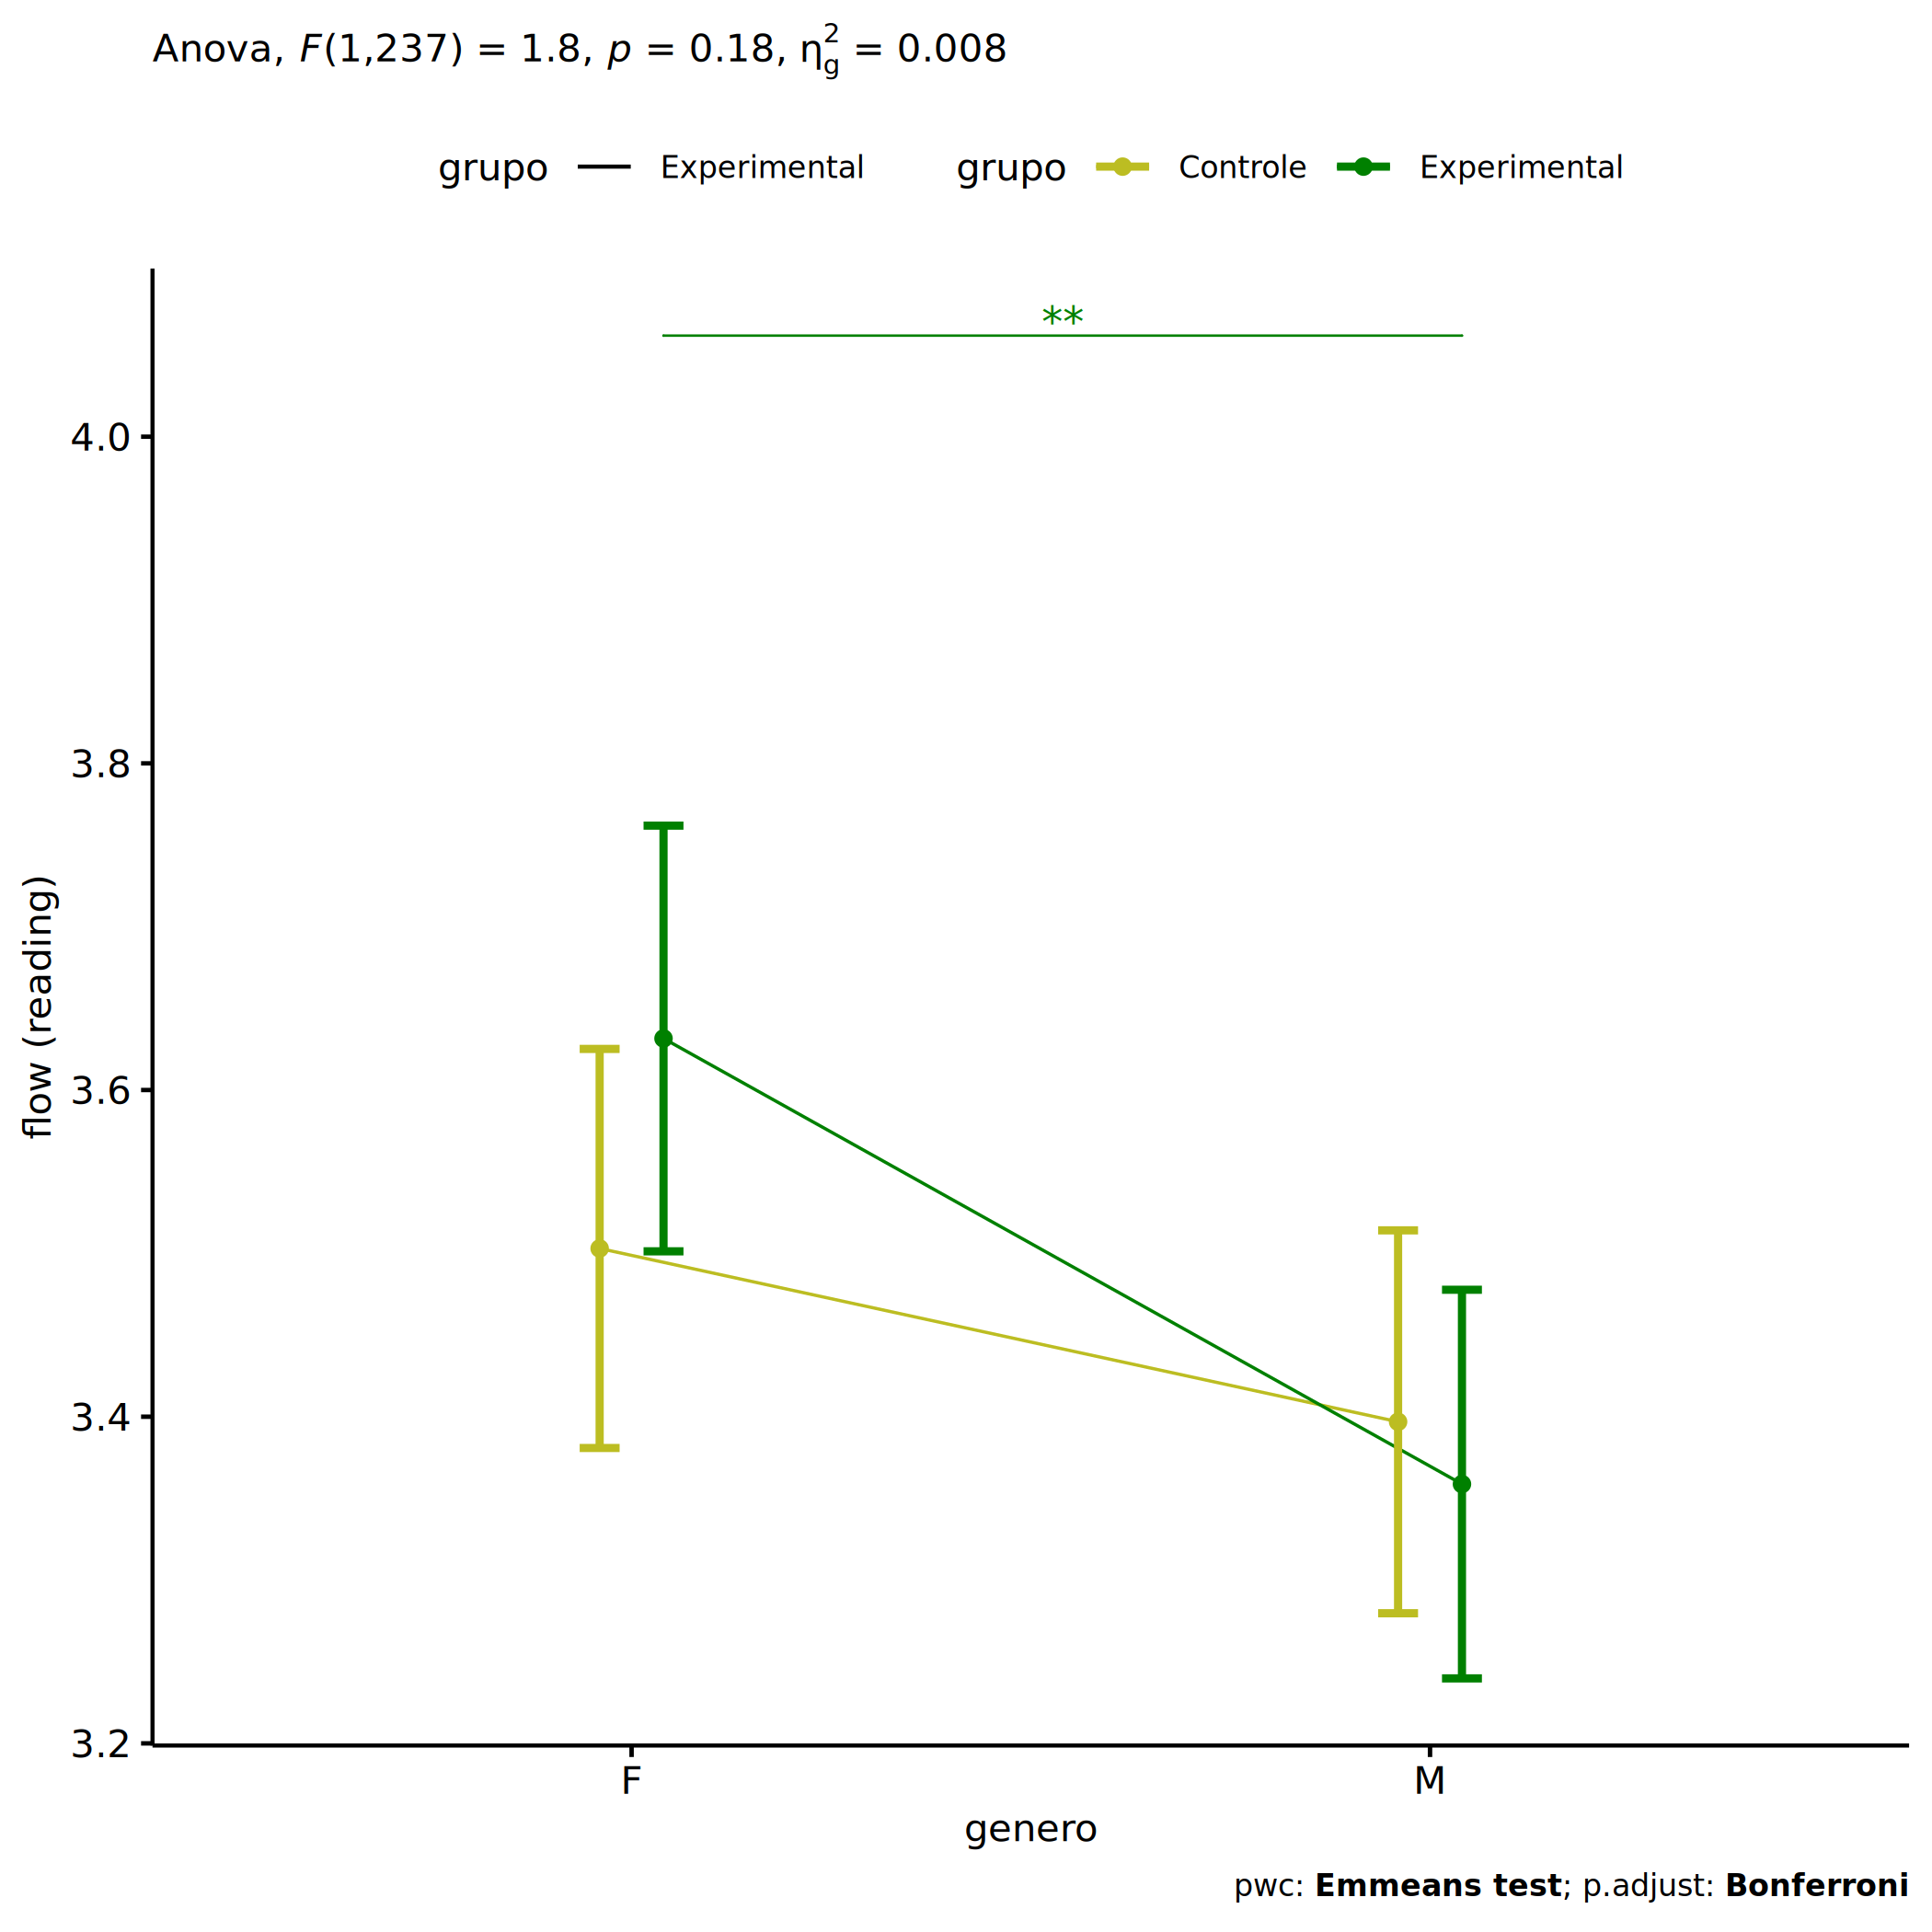 Anova, F(1,237) = 1.8, p = 0.18, η²g = 0.008
grupo Experimental grupo Controle Experimental
**
4.0
3.8
3.6
3.4
3.2
flow (reading)
F M
genero
pwc: Emmeans test; p.adjust: Bonferroni